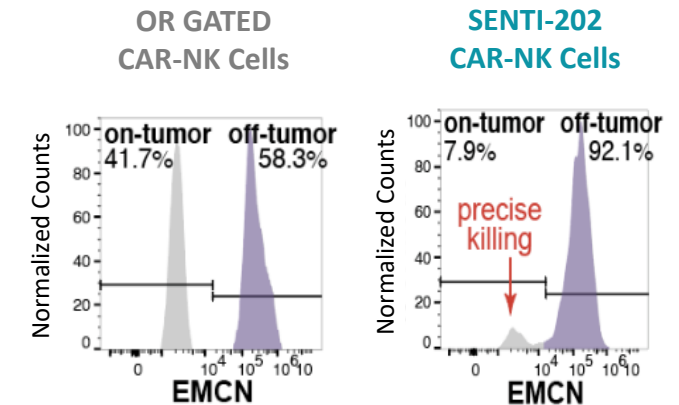 OR GATED
CAR-NK Cells
SENTI-202
CAR-NK Cells
Normalized Counts
100
80
60
40
20
0
on-tumor off-tumor
41.7% 58.3%
0 10^4 10^5 10^6 10
EMCN
Normalized Counts
100
80
60
40
20
0
on-tumor off-tumor
7.9% 92.1%
precise
killing
0 10^4 10^5 10^6 10
EMCN